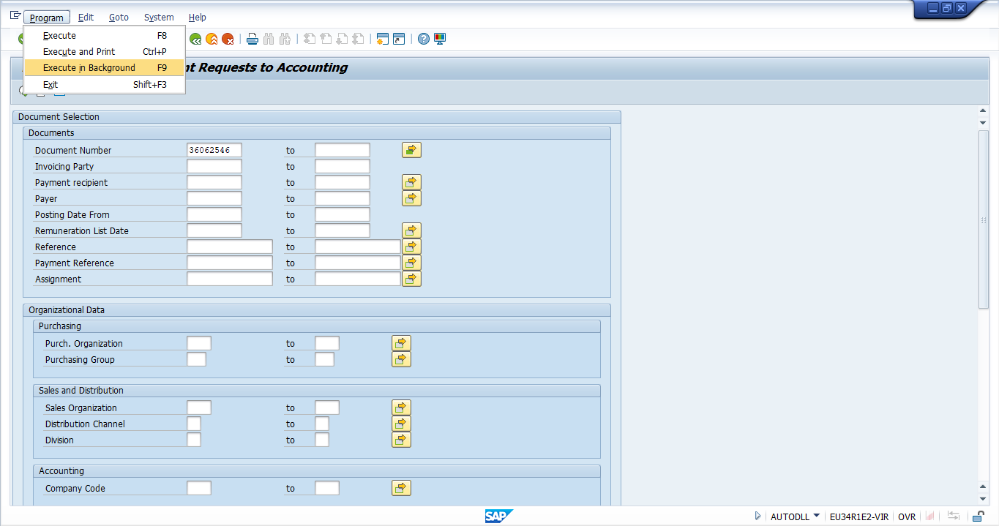 Program Edit Goto System Help
Execute F8
Execute and Print Ctrl+P
Execute in Background F9
Exit Shift+F3
Requests to Accounting
Document Selection
Documents
Document Number 36062546 to
Invoicing Party to
Payment recipient to
Payer to
Posting Date From to
Remuneration List Date to
Reference to
Payment Reference to
Assignment to
Organizational Data
Purchasing
Purch. Organization to
Purchasing Group to
Sales and Distribution
Sales Organization to
Distribution Channel to
Division to
Accounting
Company Code to
SAP AUTODLL EU34R1E2-VIR OVR